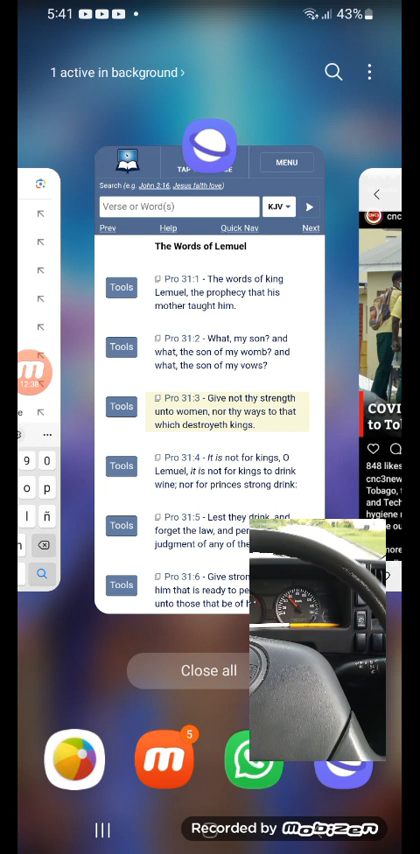 5:41
43%
1 active in background >
MENU
Search (e.g. John 3:16, Jesus faith love)
Verse or Word(s)
KJV
Prev Help Quick Nav Next
The Words of Lemuel
Tools
Pro 31:1 - The words of king
Lemuel, the prophecy that his
mother taught him.
Tools
Pro 31:2 - What, my son? and
what, the son of my womb? and
what, the son of my vows?
Tools
Pro 31:3 - Give not thy strength
unto women, nor thy ways to that
which destroyeth kings.
Tools
Pro 31:4 - It is not for kings, O
Lemuel, it is not for kings to drink
wine; nor for princes strong drink:
Tools
Pro 31:5 - Lest they drink, and
forget the law, and
judgment of any of the
Tools
Pro 31:6 - Give
him that is ready to
unto those that be of
12:38
9 0
o p
l ñ
cnc
COVI
to To
848 likes
cnc3new
Tobago,
and Tech
hygiene
Close all
5
Recorded by mobizen